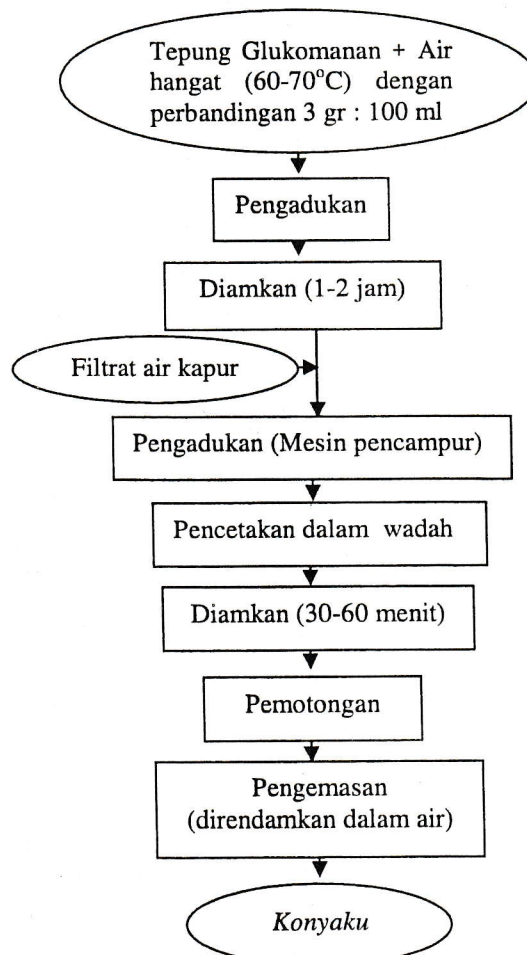 Tepung Glukomanan + Air
hangat (60-70°C) dengan
perbandingan 3 gr : 100 ml
Pengadukan
Diamkan (1-2 jam)
Filtrat air kapur
Pengadukan (Mesin pencampur)
Pencetakan dalam wadah
Diamkan (30-60 menit)
Pemotongan
Pengemasan
(direndamkan dalam air)
Konyaku